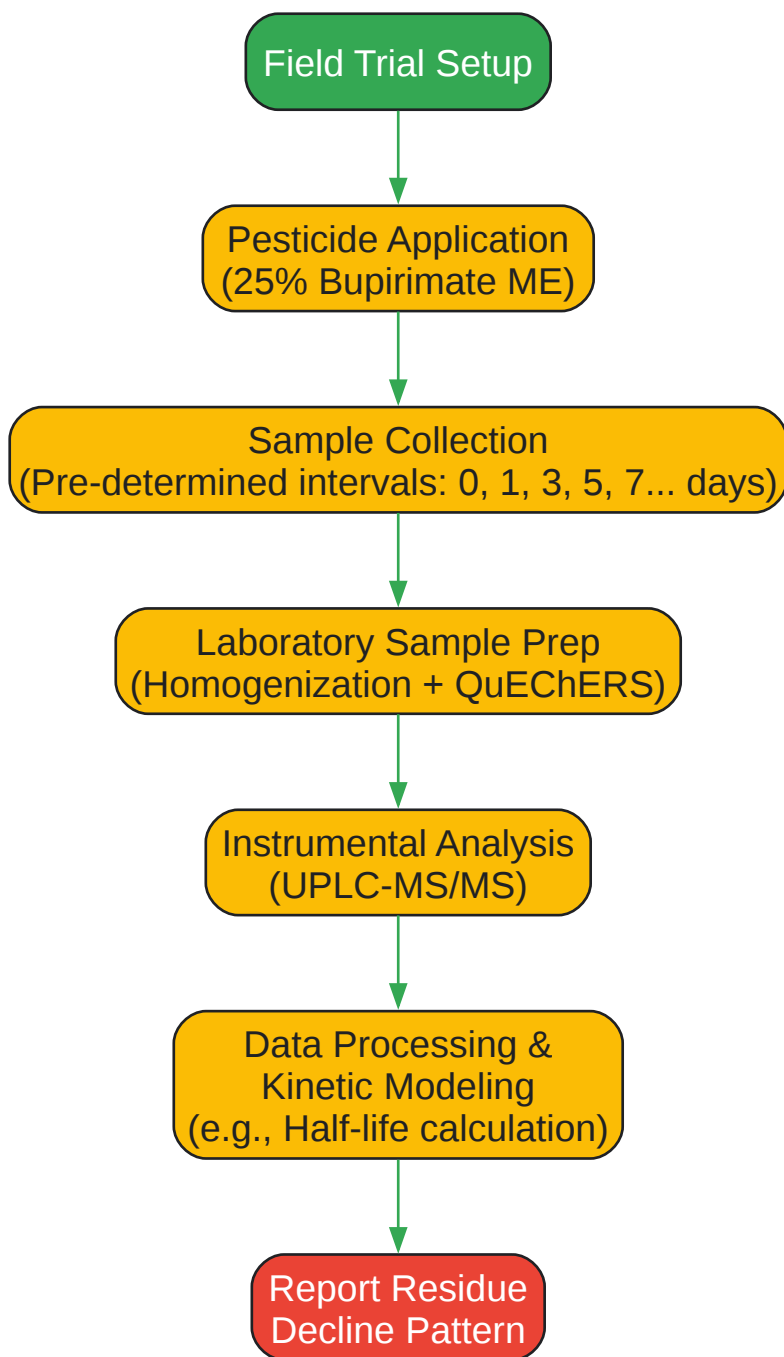 Field Trial Setup
Pesticide Application
(25% Bupirimate ME)
Sample Collection
(Pre-determined intervals: 0, 1, 3, 5, 7... days)
Laboratory Sample Prep
(Homogenization + QuEChERS)
Instrumental Analysis
(UPLC-MS/MS)
Data Processing &
Kinetic Modeling
(e.g., Half-life calculation)
Report Residue
Decline Pattern